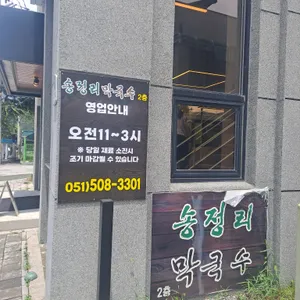 송정리막국수 2층
영업안내
오전11~3시
※ 당일 재료 소진시
조기 마감될 수 있습니다
051)508-3301
송정리
막국수
2층